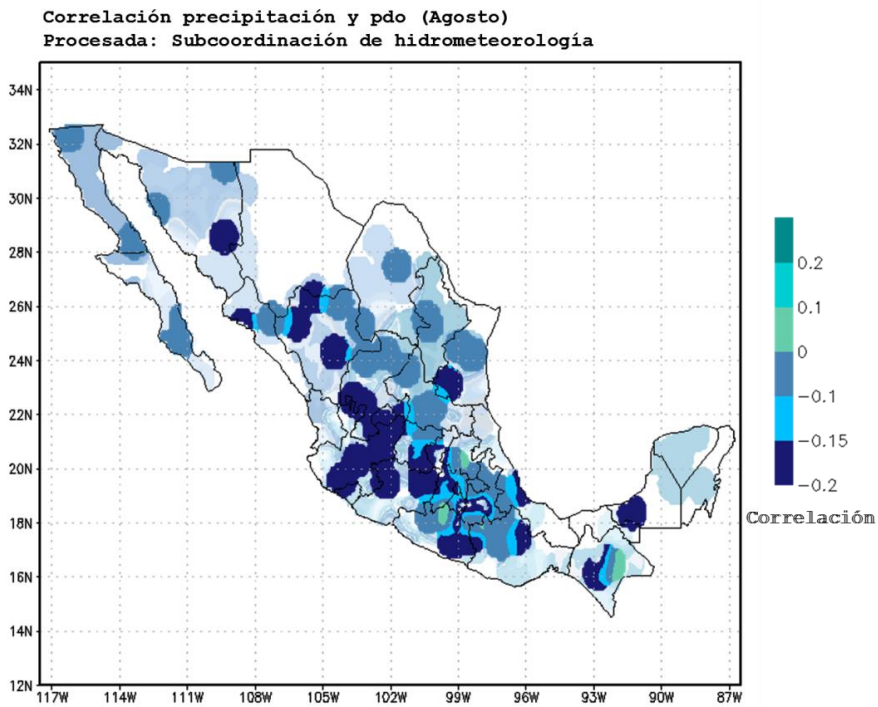 Correlación precipitación y pdo (Agosto)
Procesada: Subcoordinación de hidrometeorología
34N
32N
30N
28N
26N
24N
22N
20N
18N
16N
14N
12N
117W 114W 111W 108W 105W 102W 99W 96W 93W 90W 87W
0.2
0.1
0
-0.1
-0.15
-0.2
Correlación